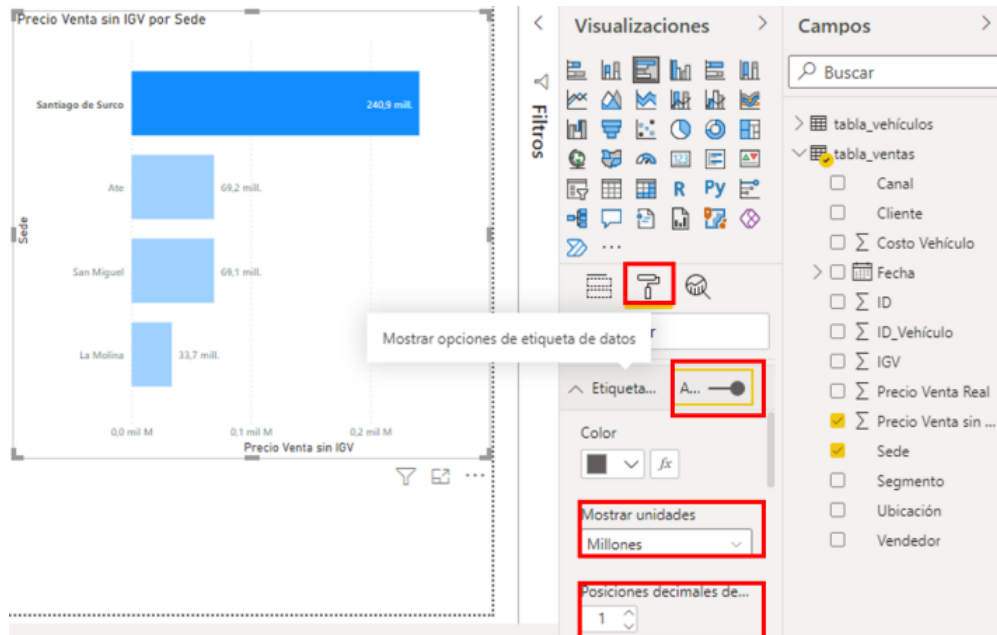 Precio Venta sin IGV por Sede
Santiago de Surco
240,9 mill.
Ate
69,2 mill.
San Miguel
69,1 mill.
La Molina
33,7 mill.
Sede
0,0 mil M
0,1 mil M
0,2 mil M
Precio Venta sin IGV
Filtros
Visualizaciones
123
R
Py
Mostrar opciones de etiqueta de datos
Etiqueta...
A...
Color
fx
Mostrar unidades
Millones
Posiciones decimales de...
1
Campos
Buscar
tabla_vehículos
tabla_ventas
Canal
Cliente
∑ Costo Vehículo
Fecha
∑ ID
∑ ID_Vehículo
∑ IGV
∑ Precio Venta Real
∑ Precio Venta sin ...
Sede
Segmento
Ubicación
Vendedor